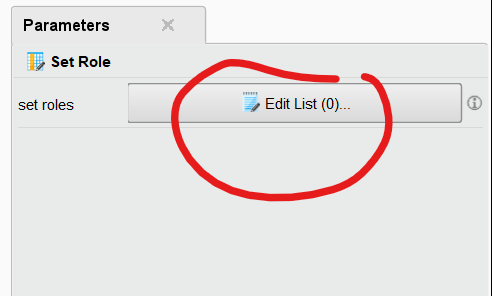 Parameters
Set Role
set roles
Edit List (0)...